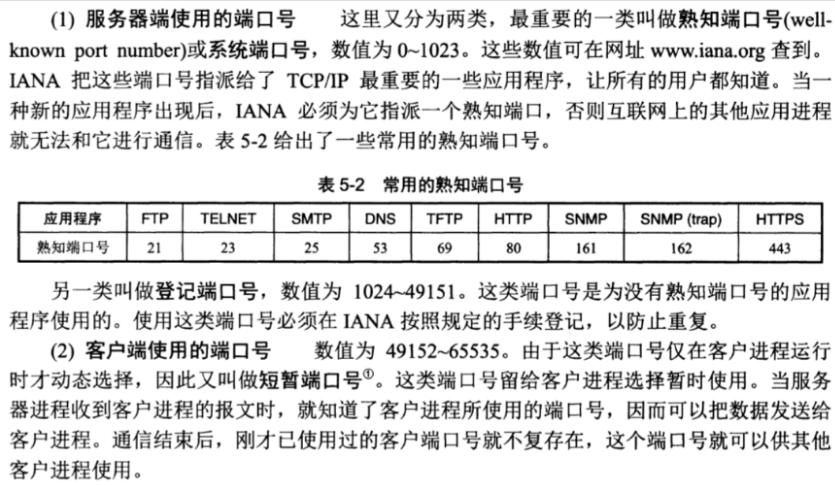 (1) 服务器端使用的端口号 这里又分为两类，最重要的一类叫做熟知端口号(well-
known port number)或系统端口号，数值为 0~1023。这些数值可在网址 www.iana.org 查到。
IANA 把这些端口号指派给了 TCP/IP 最重要的一些应用程序，让所有的用户都知道。当一
种新的应用程序出现后，IANA 必须为它指派一个熟知端口，否则互联网上的其他应用进程
就无法和它进行通信。表 5-2 给出了一些常用的熟知端口号。
表 5-2 常用的熟知端口号
应用程序 FTP TELNET SMTP DNS TFTP HTTP SNMP SNMP (trap) HTTPS
熟知端口号 21 23 25 53 69 80 161 162 443
另一类叫做登记端口号，数值为 1024~49151。这类端口号是为没有熟知端口号的应用
程序使用的。使用这类端口号必须在 IANA 按照规定的手续登记，以防止重复。
(2) 客户端使用的端口号 数值为 49152~65535。由于这类端口号仅在客户进程运行
时才动态选择，因此又叫做短暂端口号①。这类端口号留给客户进程选择暂时使用。当服务
器进程收到客户进程的报文时，就知道了客户进程所使用的端口号，因而可以把数据发送给
客户进程。通信结束后，刚才已使用过的客户端口号就不复存在，这个端口号就可以供其他
客户进程使用。